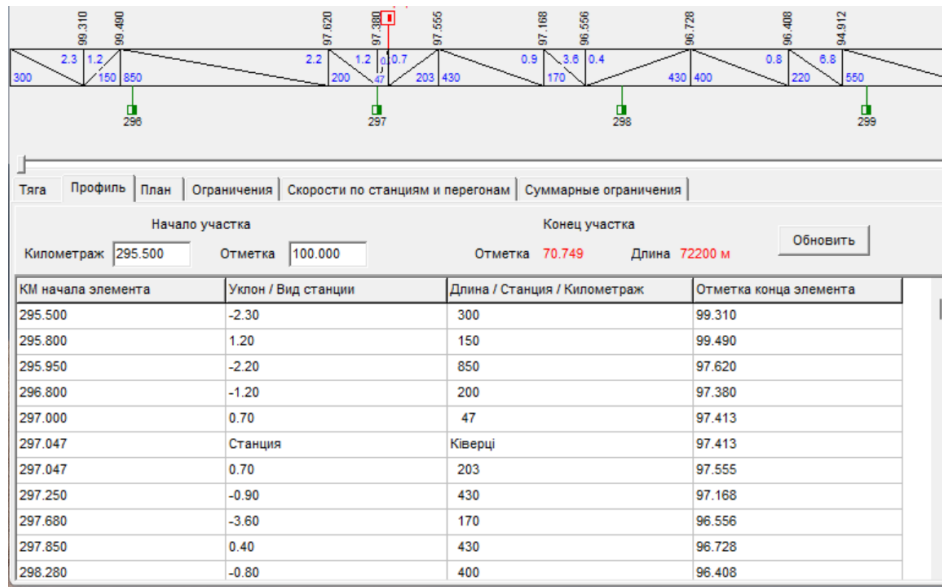 99.310 99.490 97.620 97.380 97.555 97.168 96.556 96.728 96.408 94.912
2.3 1.2 2.2 1.2 0.7 0.9 3.6 0.4 0.8 6.8
300 150 850 200 47 203 430 170 430 400 220 550
296 297 298 299
Тяга Профиль План Ограничения Скорости по станциям и перегонам Суммарные ограничения
Начало участка Конец участка
Километраж 295.500 Отметка 100.000 Отметка 70.749 Длина 72200 м Обновить
КМ начала элемента Уклон / Вид станции Длина / Станция / Километраж Отметка конца элемента
295.500 -2.30 300 99.310
295.800 1.20 150 99.490
295.950 -2.20 850 97.620
296.800 -1.20 200 97.380
297.000 0.70 47 97.413
297.047 Станция Ківерці 97.413
297.047 0.70 203 97.555
297.250 -0.90 430 97.168
297.680 -3.60 170 96.556
297.850 0.40 430 96.728
298.280 -0.80 400 96.408